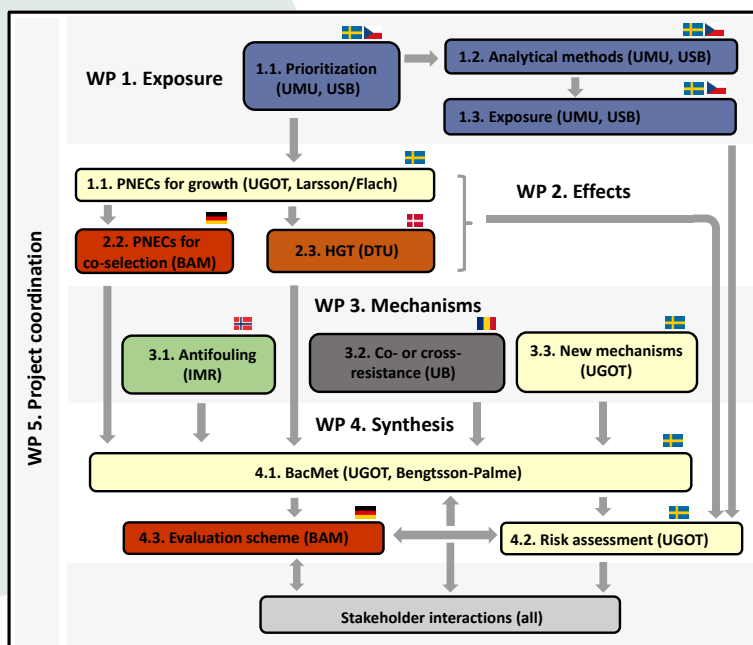 WP 5. Project coordination
WP 1. Exposure
1.1. Prioritization
(UMU, USB)
1.2. Analytical methods (UMU, USB)
1.3. Exposure (UMU, USB)
1.1. PNECs for growth (UGOT, Larsson/Flach)
WP 2. Effects
2.2. PNECs for
co-selection (BAM)
2.3. HGT (DTU)
WP 3. Mechanisms
3.1. Antifouling
(IMR)
3.2. Co- or cross-
resistance (UB)
3.3. New mechanisms
(UGOT)
WP 4. Synthesis
4.1. BacMet (UGOT, Bengtsson-Palme)
4.3. Evaluation scheme (BAM)
4.2. Risk assessment (UGOT)
Stakeholder interactions (all)